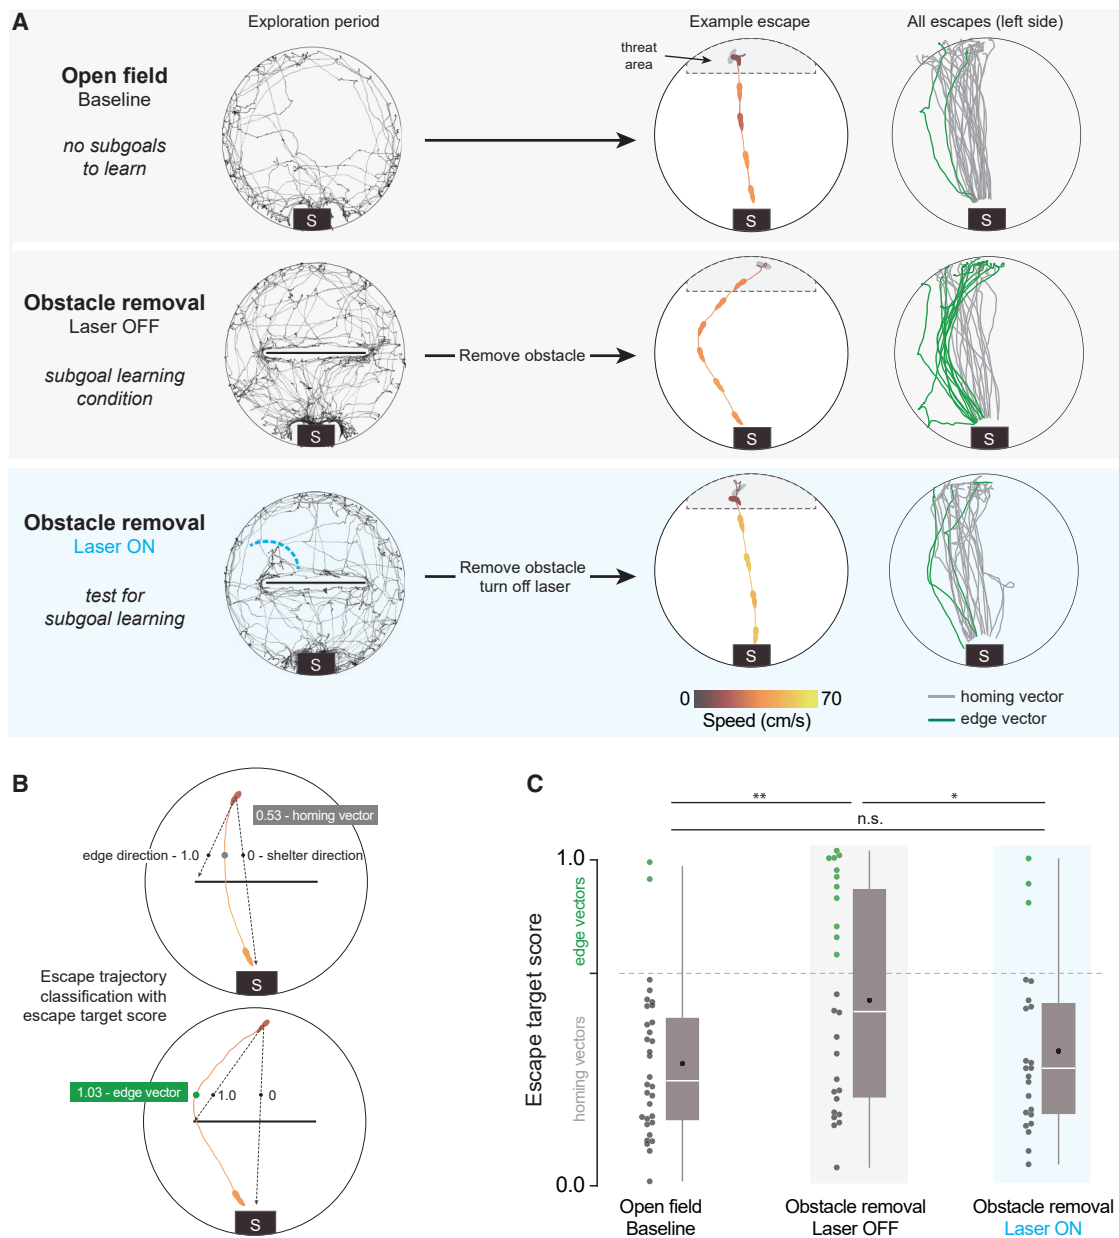 A
Exploration period
Example escape
All escapes (left side)
Open field
Baseline
no subgoals
to learn
threat
area
S
S
S
Obstacle removal
Laser OFF
subgoal learning
condition
Remove obstacle
S
S
S
Obstacle removal
Laser ON
test for
subgoal learning
Remove obstacle
turn off laser
S
S
S
0
70
Speed (cm/s)
homing vector
edge vector
B
0.53 - homing vector
edge direction - 1.0
0 - shelter direction
S
Escape trajectory
classification with
escape target score
1.03 - edge vector
1.0
0
S
C
**
*
n.s.
1.0
0.0
Escape target score
edge vectors
homing vectors
Open field
Baseline
Obstacle removal
Laser OFF
Obstacle removal
Laser ON